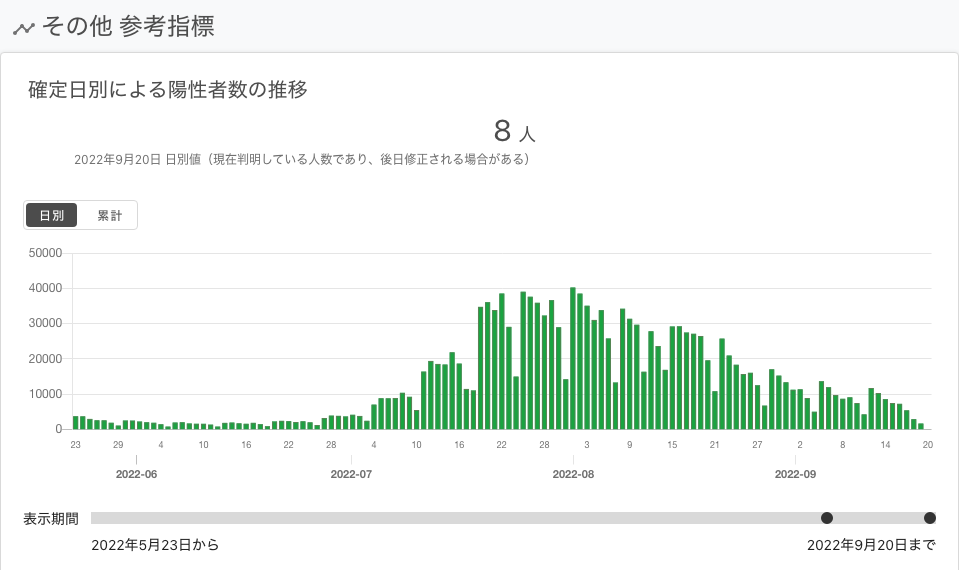 その他 参考指標
確定日別による陽性者数の推移
8 人
2022年9月20日 日別値（現在判明している人数であり、後日修正される場合がある）
日別 累計
50000
40000
30000
20000
10000
0
23 29 4 10 16 22 28 4 10 16 22 28 3 9 15 21 27 2 8 14 20
2022-06 2022-07 2022-08 2022-09
表示期間
2022年5月23日から 2022年9月20日まで